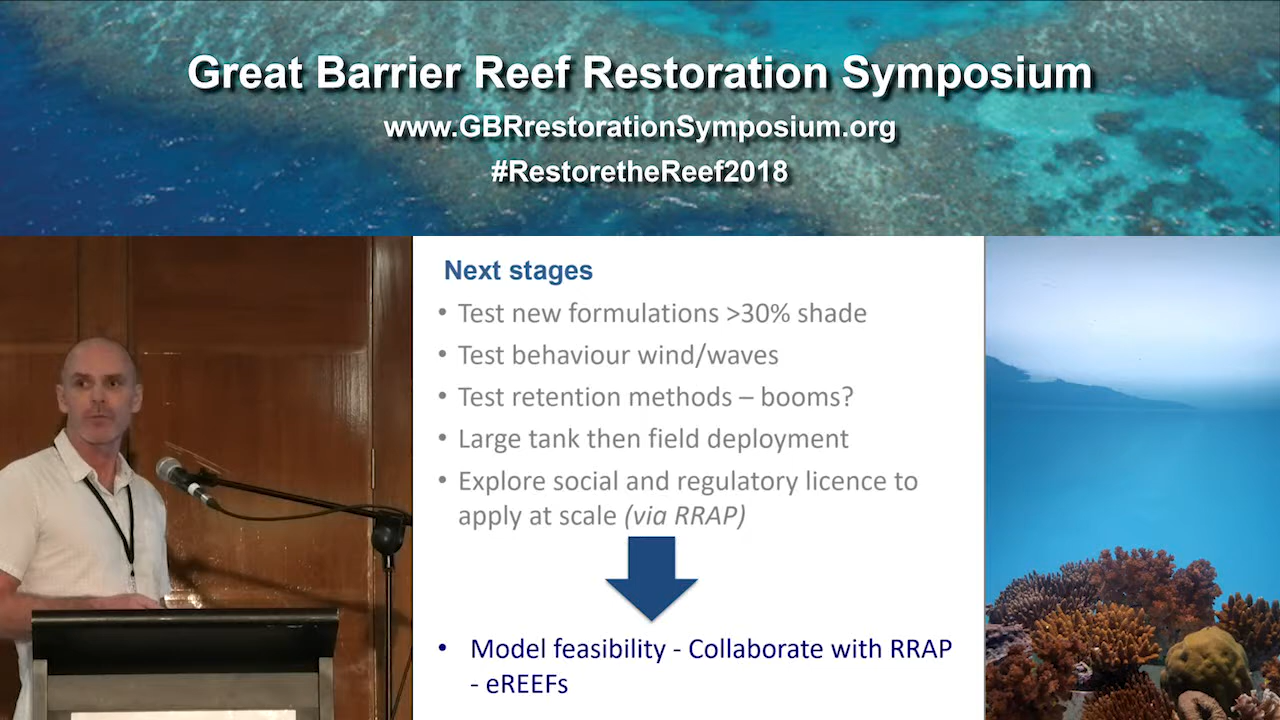 Great Barrier Reef Restoration Symposium
www.GBRrestorationSymposium.org
#RestoretheReef2018
Next stages
• Test new formulations >30% shade
• Test behaviour wind/waves
• Test retention methods – booms?
• Large tank then field deployment
• Explore social and regulatory licence to
apply at scale (via RRAP)
• Model feasibility - Collaborate with RRAP
- eREEFs